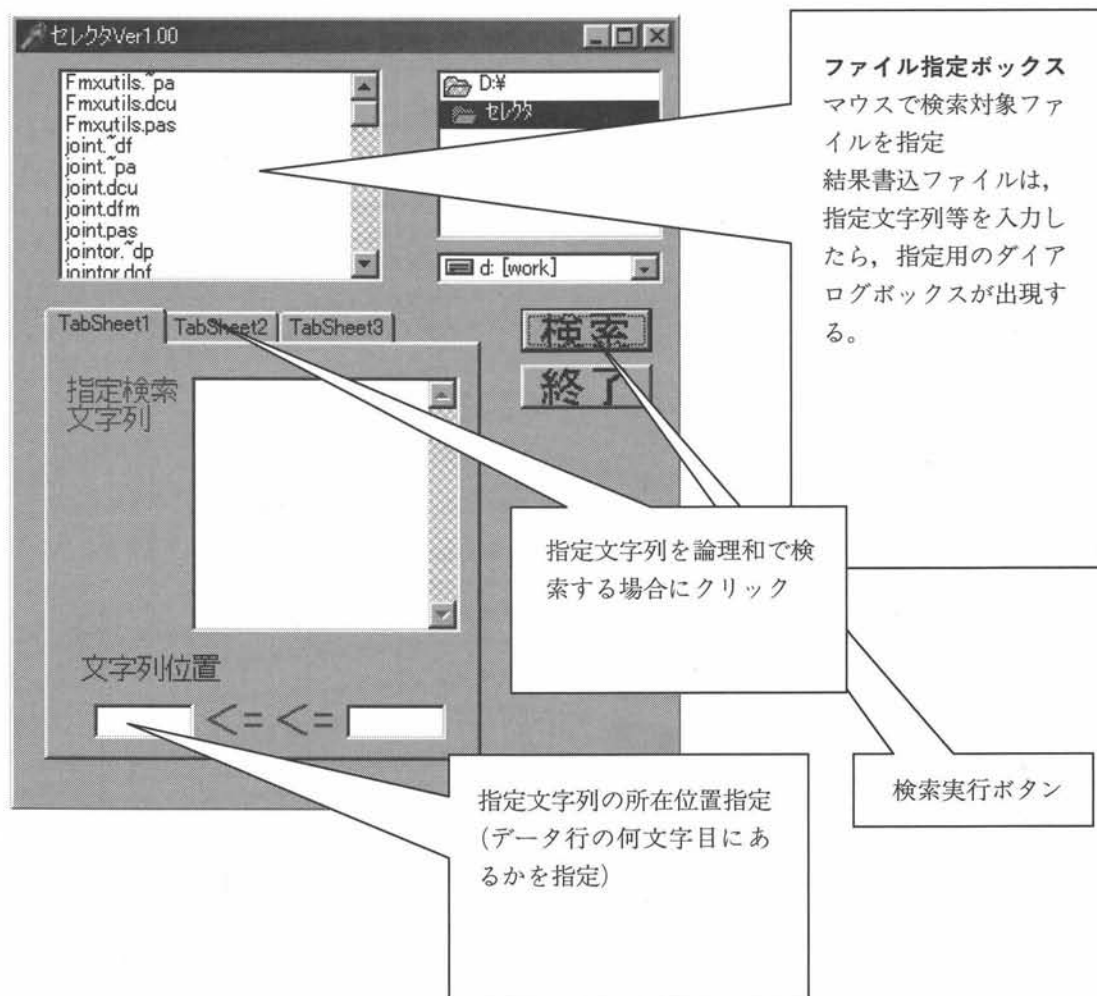 セレクタVer1.00
Fmxutils.~pa
Fmxutils.dcu
Fmxutils.pas
joint.~df
joint.~pa
joint.dcu
joint.dfm
joint.pas
jointor.~dp
jointor.dof
D:¥
セレクタ
d: [work]
TabSheet1 TabSheet2 TabSheet3
検索
終了
指定検索
文字列
文字列位置
<= <=
ファイル指定ボックス
マウスで検索対象ファ
イルを指定
結果書込ファイルは,
指定文字列等を入力し
たら,指定用のダイア
ログボックスが出現す
る。
指定文字列を論理和で検
索する場合にクリック
検索実行ボタン
指定文字列の所在位置指定
(データ行の何文字目にあ
るかを指定)